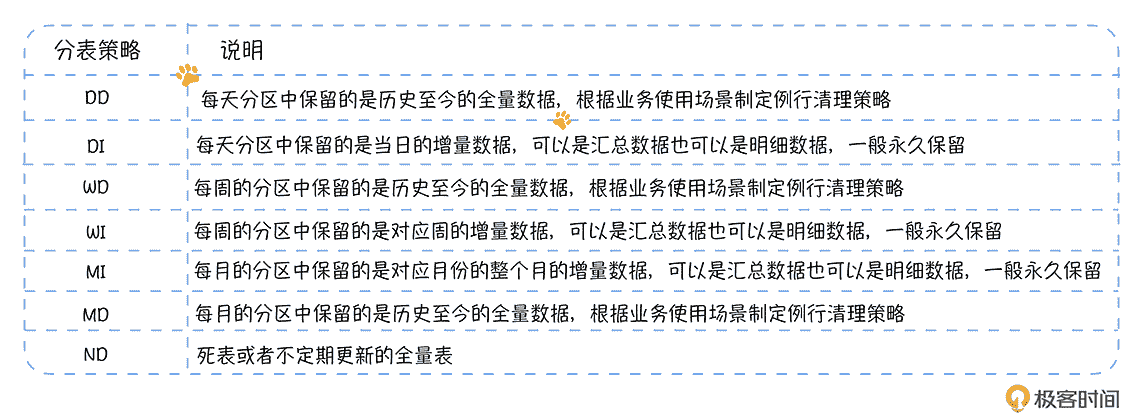 分表策略 说明
DD 每天分区中保留的是历史至今的全量数据，根据业务使用场景制定例行清理策略
DI 每天分区中保留的是当日的增量数据，可以是汇总数据也可以是明细数据，一般永久保留
WD 每周的分区中保留的是历史至今的全量数据，根据业务使用场景制定例行清理策略
WI 每周的分区中保留的是对应周的增量数据，可以是汇总数据也可以是明细数据，一般永久保留
MI 每月的分区中保留的是对应月份的整个月的增量数据，可以是汇总数据也可以是明细数据，一般永久保留
MD 每月的分区中保留的是历史至今的全量数据，根据业务使用场景制定例行清理策略
ND 死表或者不定期更新的全量表
极客时间